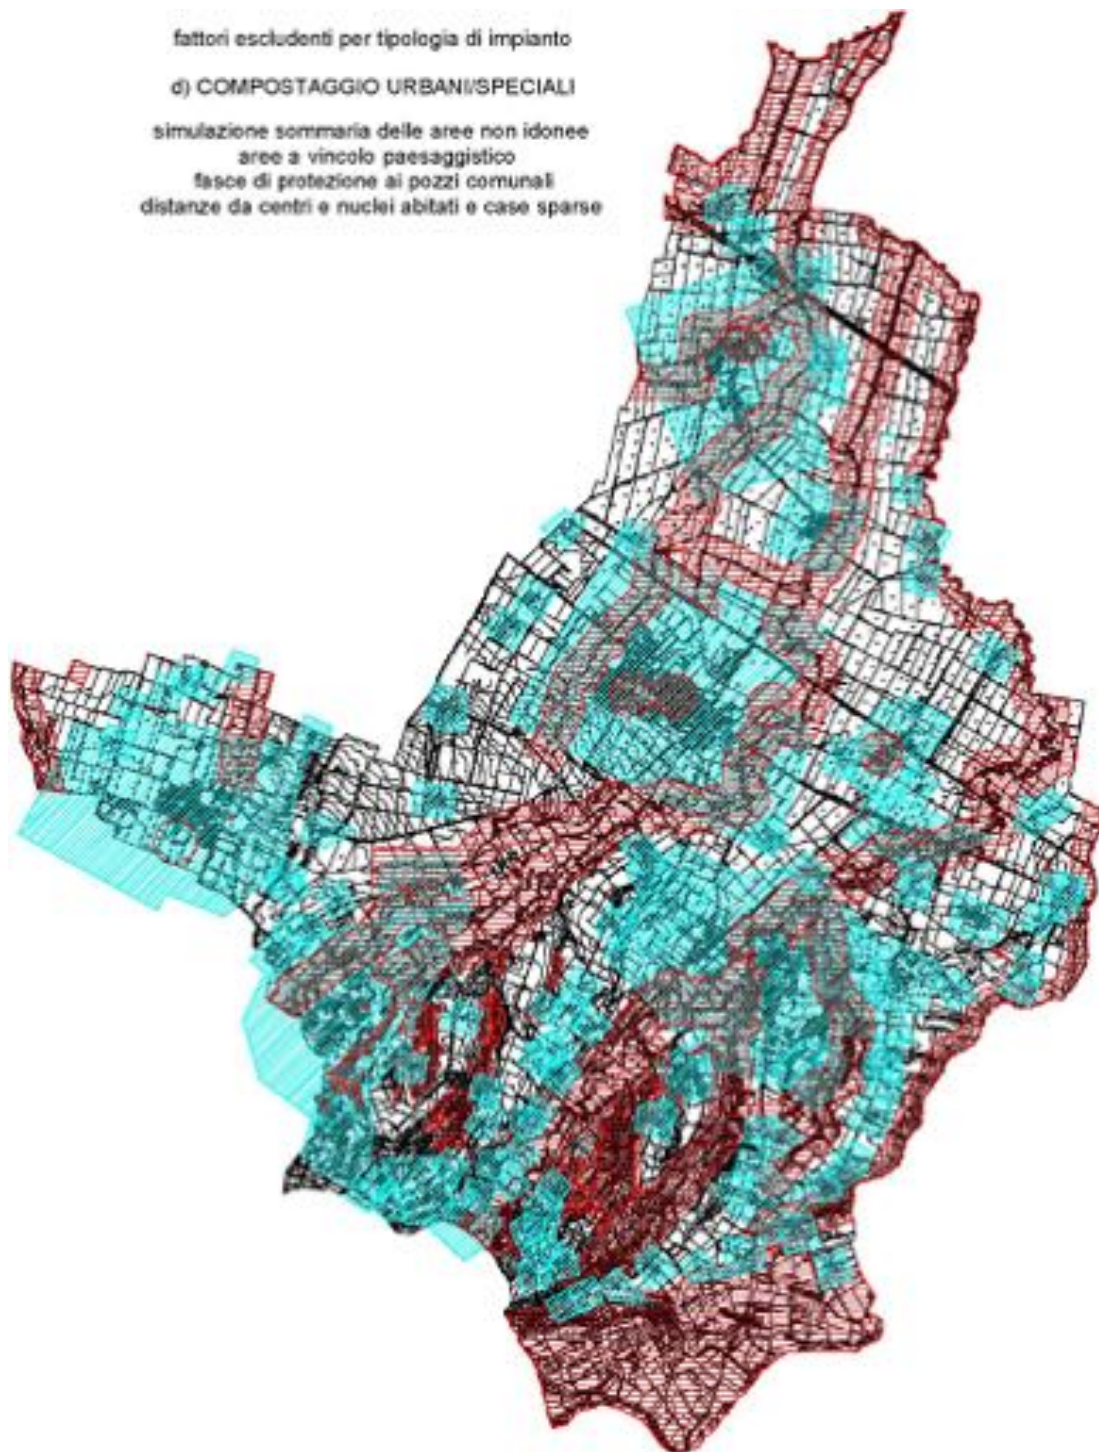 fattori escludenti per tipologia di impianto
d) COMPOSTAGGIO URBANI/SPECIALI
simulazione sommaria delle aree non idonee
aree a vincolo paesaggistico
fasce di protezione ai pozzi comunali
distanze da centri e nuclei abitati e case sparse